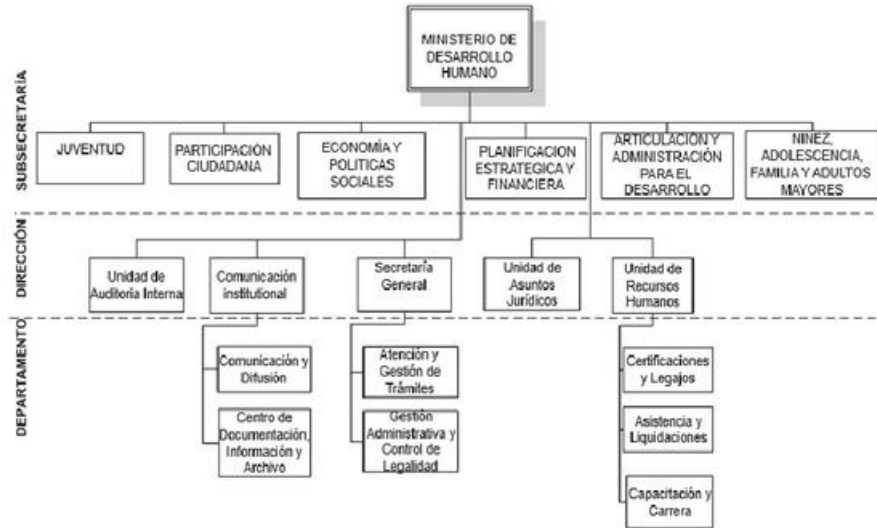 MINISTERIO DE
DESARROLLO
HUMANO
SUBSECRETARÍA
JUVENTUD
PARTICIPACIÓN
CIUDADANA
ECONOMÍA Y
POLITICAS
SOCIALES
PLANIFICACION
ESTRATEGICA Y
FINANCIERA
ARTICULACIÓN Y
ADMINISTRACIÓN
PARA EL
DESARROLLO
NINEZ,
ADOLESCENCIA,
FAMILIA Y ADULTOS
MAYORES
DIRECCIÓN
Unidad de
Auditoria Interna
Comunicación
institutional
Secretaría
General
Unidad de
Asuntos
Jurídicos
Unidad de
Recursos
Humanos
DEPARTAMENTO
Comunicación y
Difusión
Centro de
Documentación,
Información y
Archivo
Atención y
Gestión de
Trámites
Gestión
Administrativa y
Control de
Legalidad
Certificaciones
y Legajos
Asistencia y
Liquidaciones
Capacitación y
Carrera